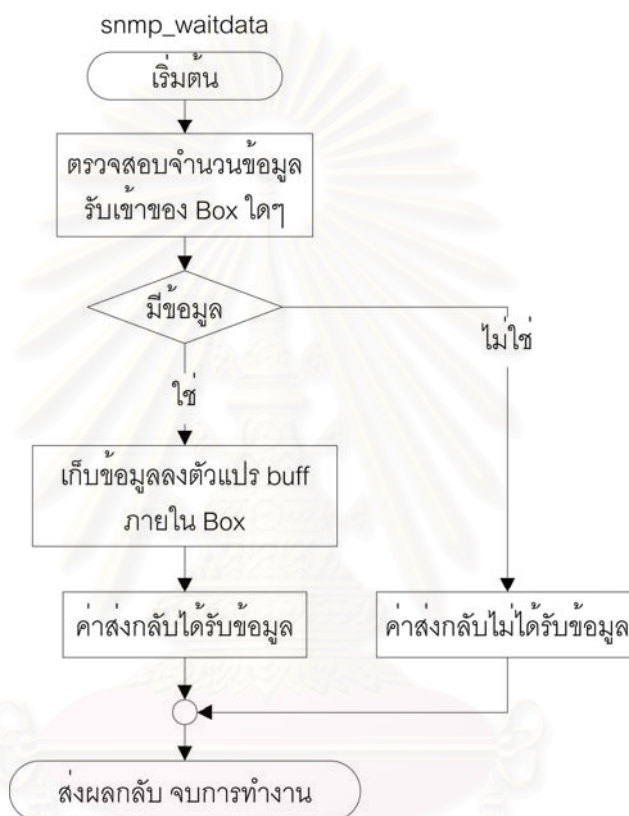 snmp_waitdata
เริ่มต้น
ตรวจสอบจำนวนข้อมูล
รับเข้าของ Box ใดๆ
มีข้อมูล
ไม่ใช่
ใช่
เก็บข้อมูลลงตัวแปร buff
ภายใน Box
ค่าส่งกลับได้รับข้อมูล
ค่าส่งกลับไม่ได้รับข้อมูล
ส่งผลกลับ จบการทำงาน